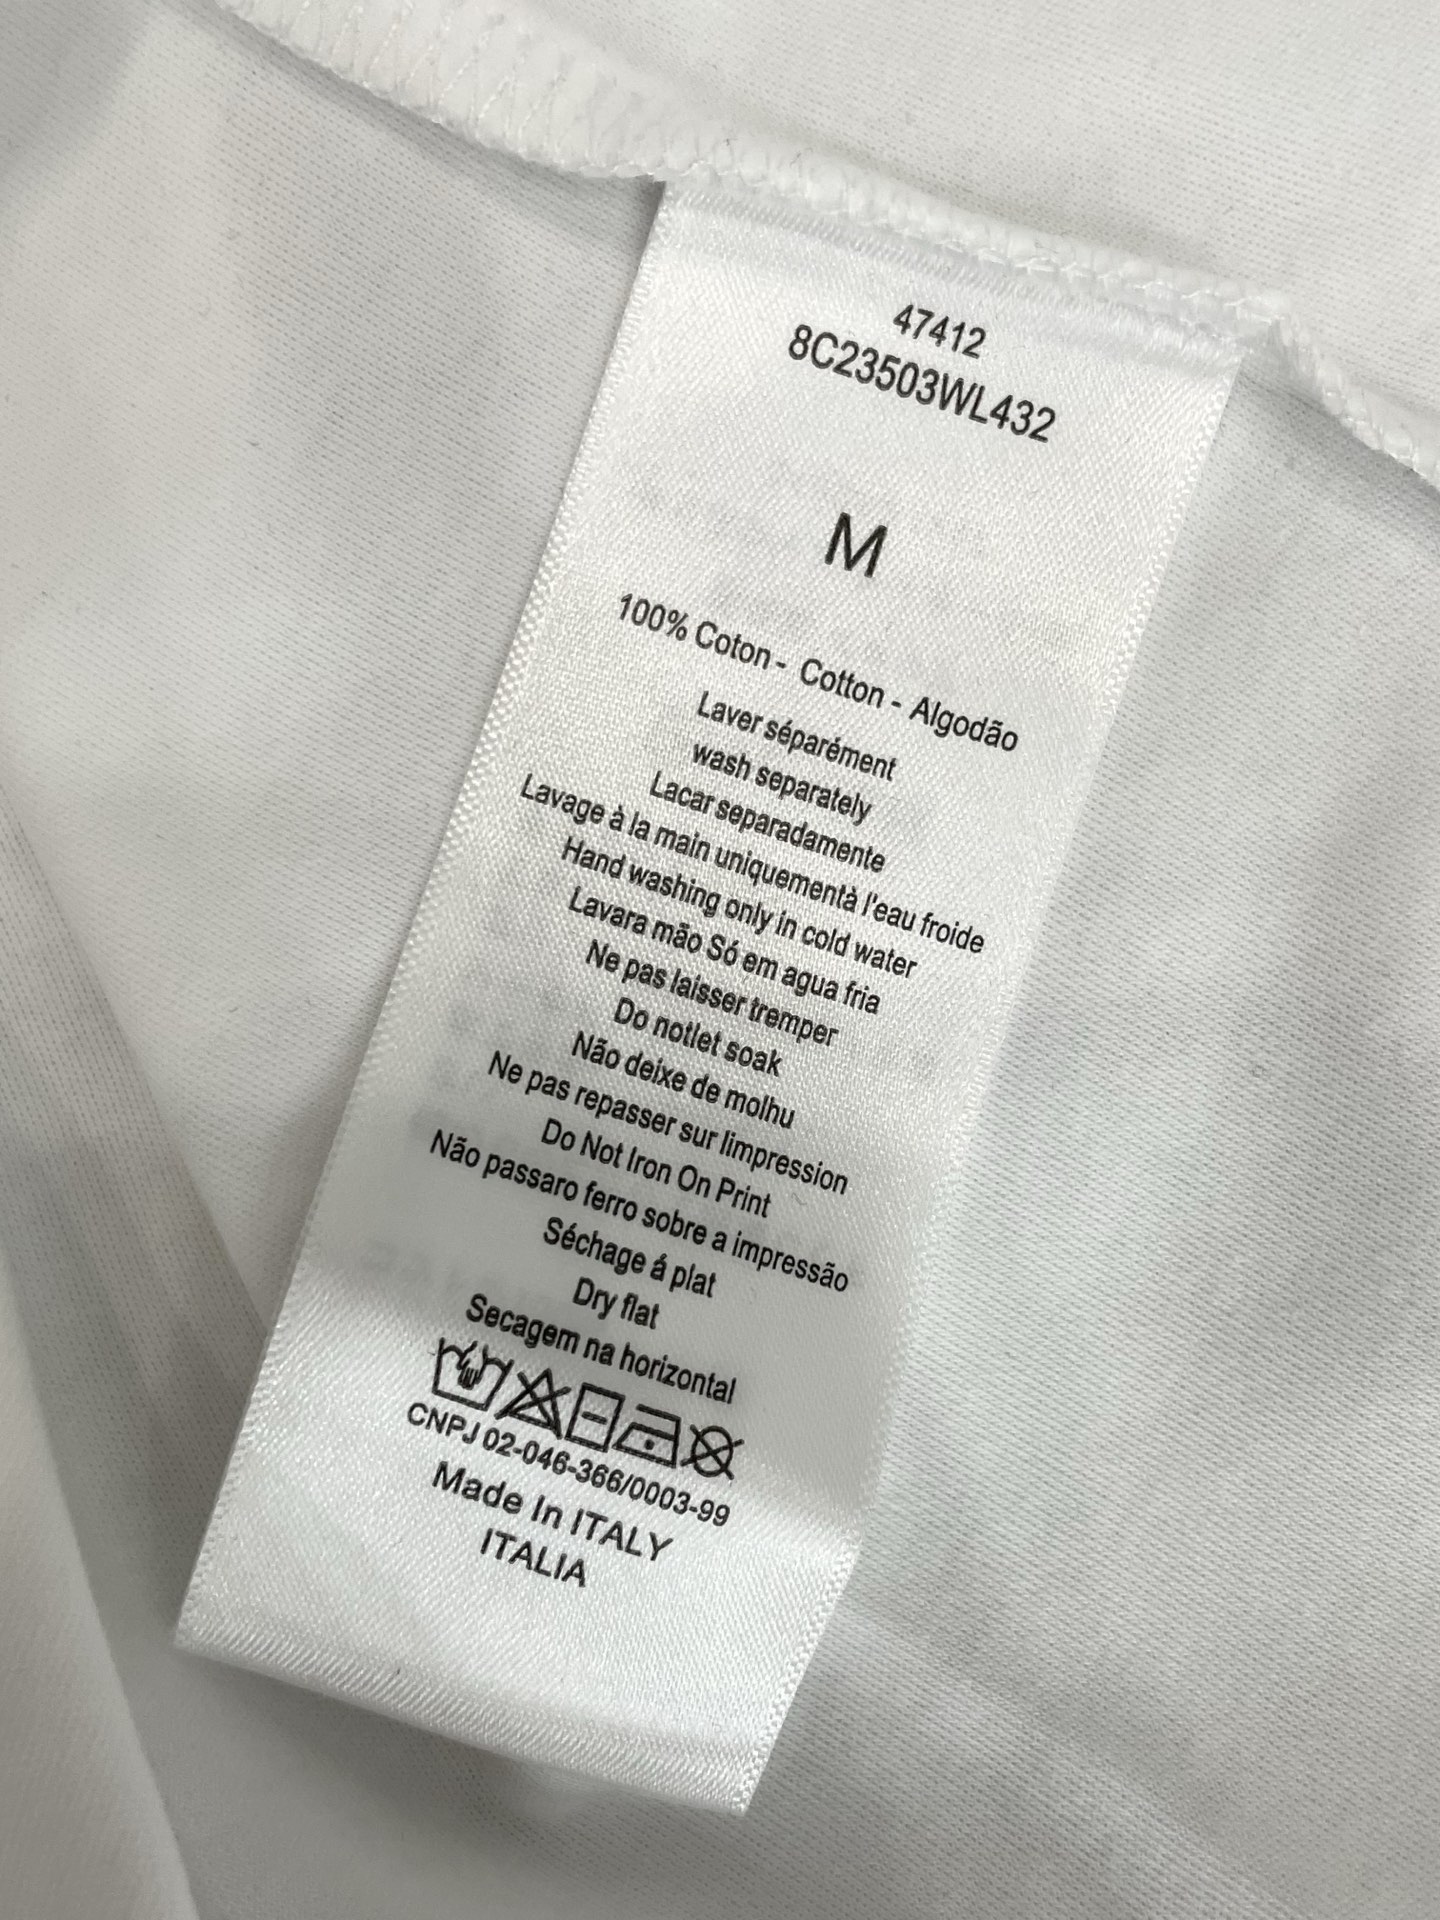 47412
8C23503WL432
M
100% Coton - Cotton - Algodão
Laver séparément
wash separately
Lacar separadamente
Lavage à la main uniquementà l'eau froide
Hand washing only in cold water
Lavara mão Só em agua fria
Ne pas laisser tremper
Do notlet soak
Não deixe de molhu
Ne pas repasser sur limpression
Do Not Iron On Print
Não passaro ferro sobre a impressão
Séchage á plat
Dry flat
Secagem na horizontal
CNPJ 02-046-366/0003-99
Made In ITALY
ITALIA